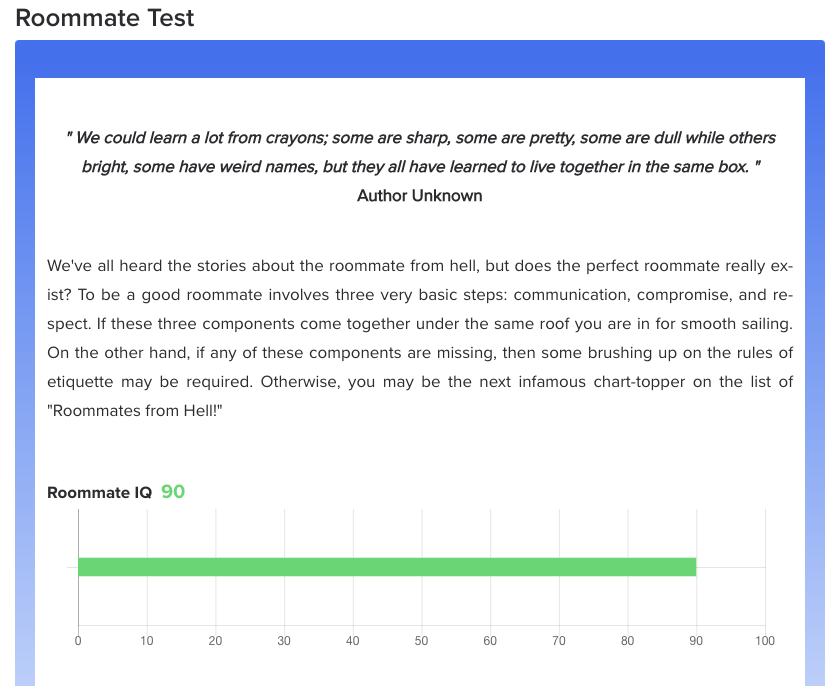 Roommate Test
" We could learn a lot from crayons; some are sharp, some are pretty, some are dull while others
bright, some have weird names, but they all have learned to live together in the same box. "
Author Unknown
We've all heard the stories about the roommate from hell, but does the perfect roommate really ex-
ist? To be a good roommate involves three very basic steps: communication, compromise, and re-
spect. If these three components come together under the same roof you are in for smooth sailing.
On the other hand, if any of these components are missing, then some brushing up on the rules of
etiquette may be required. Otherwise, you may be the next infamous chart-topper on the list of
"Roommates from Hell!"
Roommate IQ 90
0 10 20 30 40 50 60 70 80 90 100